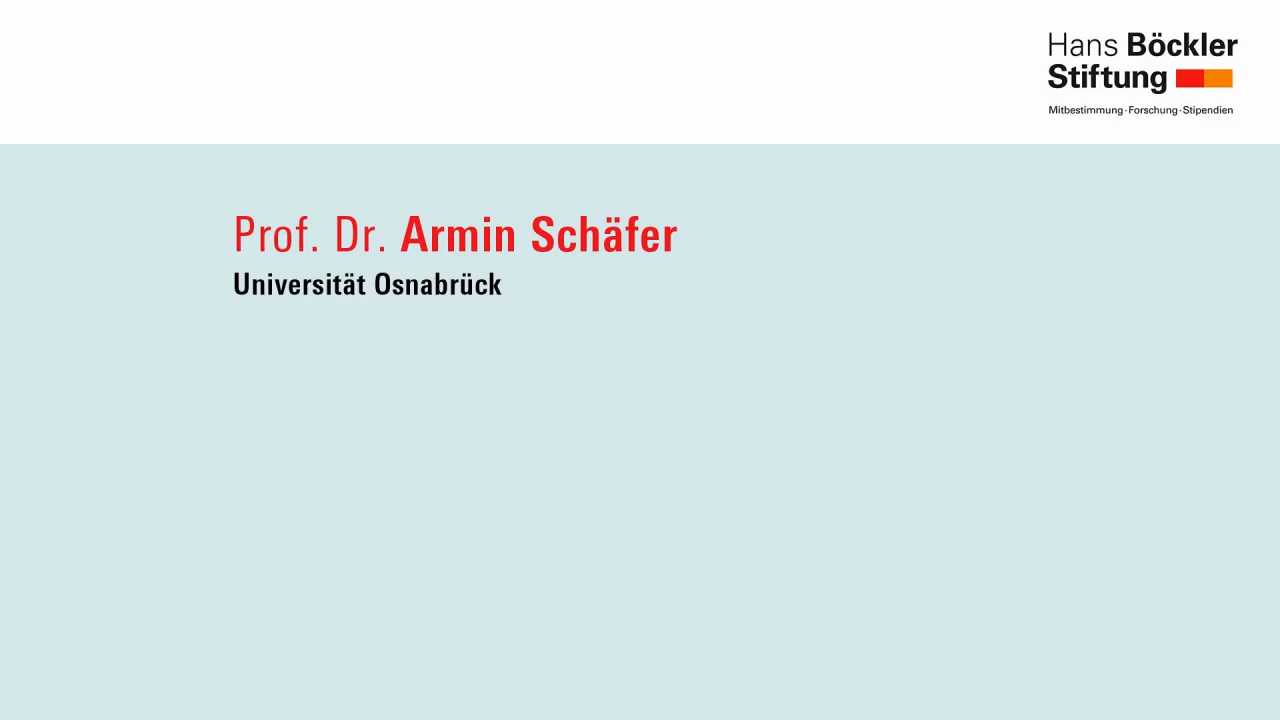 Hans Böckler
Stiftung
Mitbestimmung · Forschung · Stipendien
Prof. Dr. Armin Schäfer
Universität Osnabrück